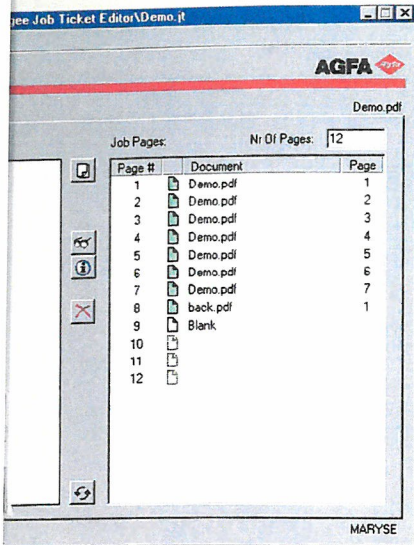 gee Job Ticket Editor\Demo.jt
AGFA
Demo.pdf
Job Pages: Nr Of Pages: 12
Page # Document Page
1 Demo.pdf 1
2 Demo.pdf 2
3 Demo.pdf 3
4 Demo.pdf 4
5 Demo.pdf 5
6 Demo.pdf 6
7 Demo.pdf 7
8 back.pdf 1
9 Blank
10
11
12
MARYSE